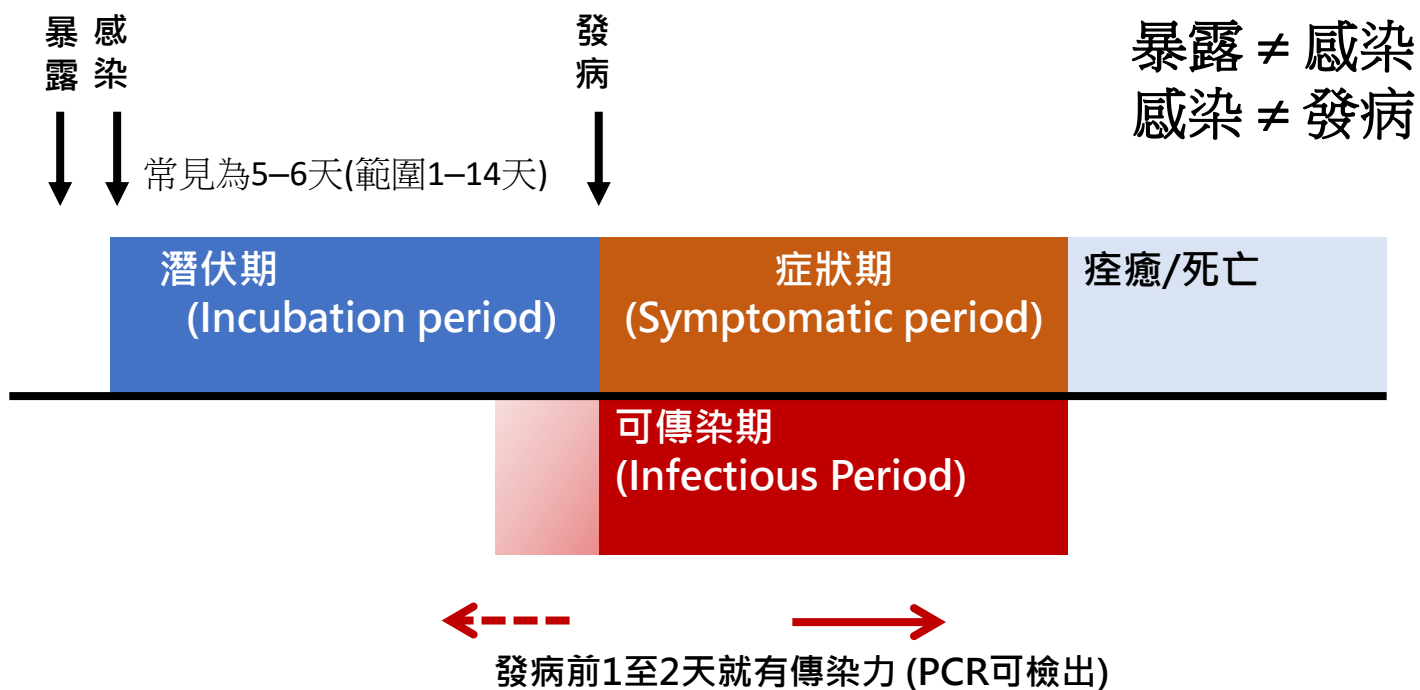 暴露
感染
發病
暴露 ≠ 感染
感染 ≠ 發病
常見為5–6天(範圍1–14天)
潛伏期
(Incubation period)
症狀期
(Symptomatic period)
痊癒/死亡
可傳染期
(Infectious Period)
發病前1至2天就有傳染力 (PCR可檢出)